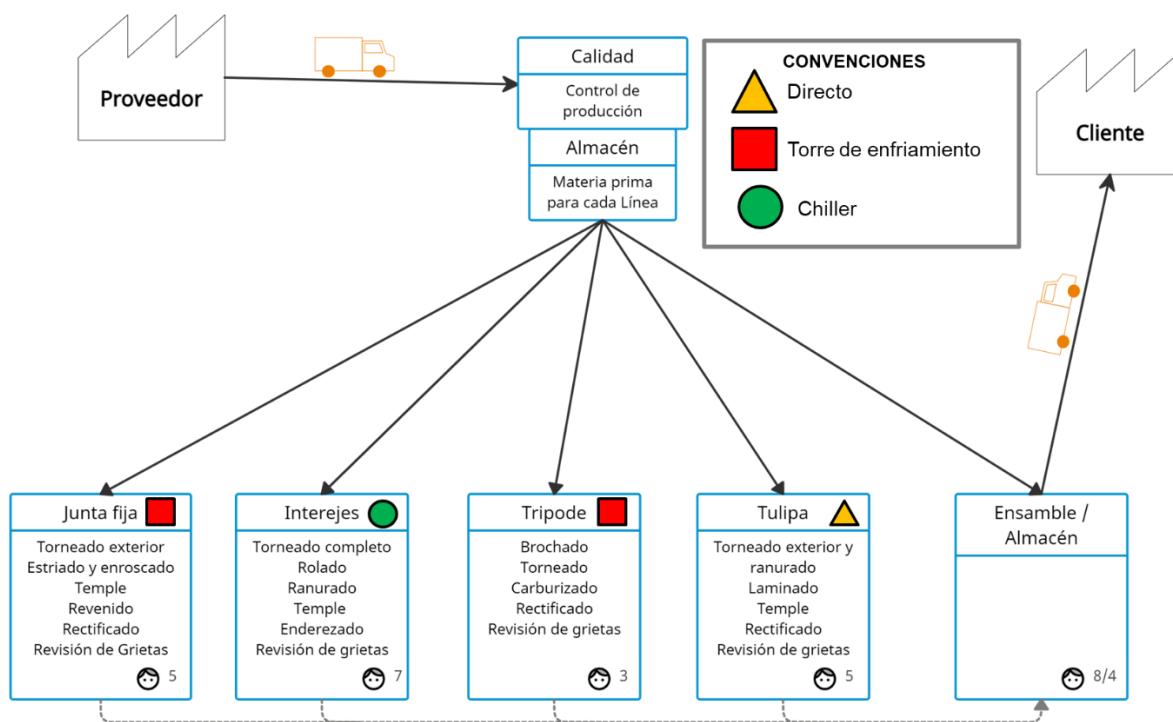 Proveedor
Calidad
Control de
producción
Almacén
Materia prima
para cada Línea
CONVENCIONES
Directo
Torre de enfriamiento
Chiller
Cliente
Junta fija
Torneado exterior
Estriado y enroscado
Temple
Revenido
Rectificado
Revisión de Grietas
5
Interejes
Torneado completo
Rolado
Ranurado
Temple
Enderezado
Revisión de grietas
7
Tripode
Brochado
Torneado
Carburizado
Rectificado
Revisión de grietas
3
Tulipa
Torneado exterior y
ranurado
Laminado
Temple
Rectificado
Revisión de grietas
5
Ensamble /
Almacén
8/4